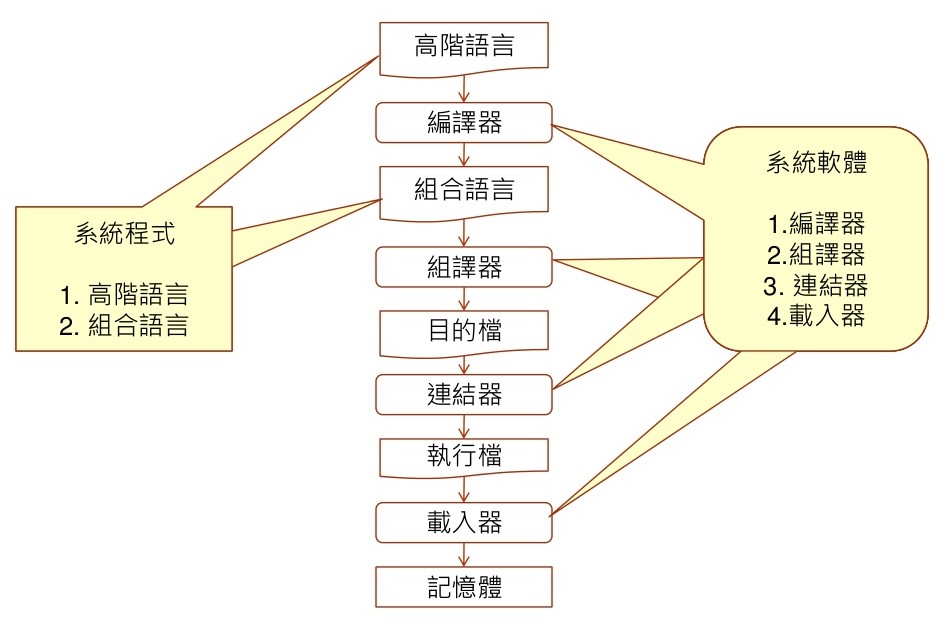 高階語言
編譯器
組合語言
組譯器
目的檔
連結器
執行檔
載入器
記憶體
系統程式
1. 高階語言
2. 組合語言
系統軟體
1.編譯器
2.組譯器
3. 連結器
4.載入器